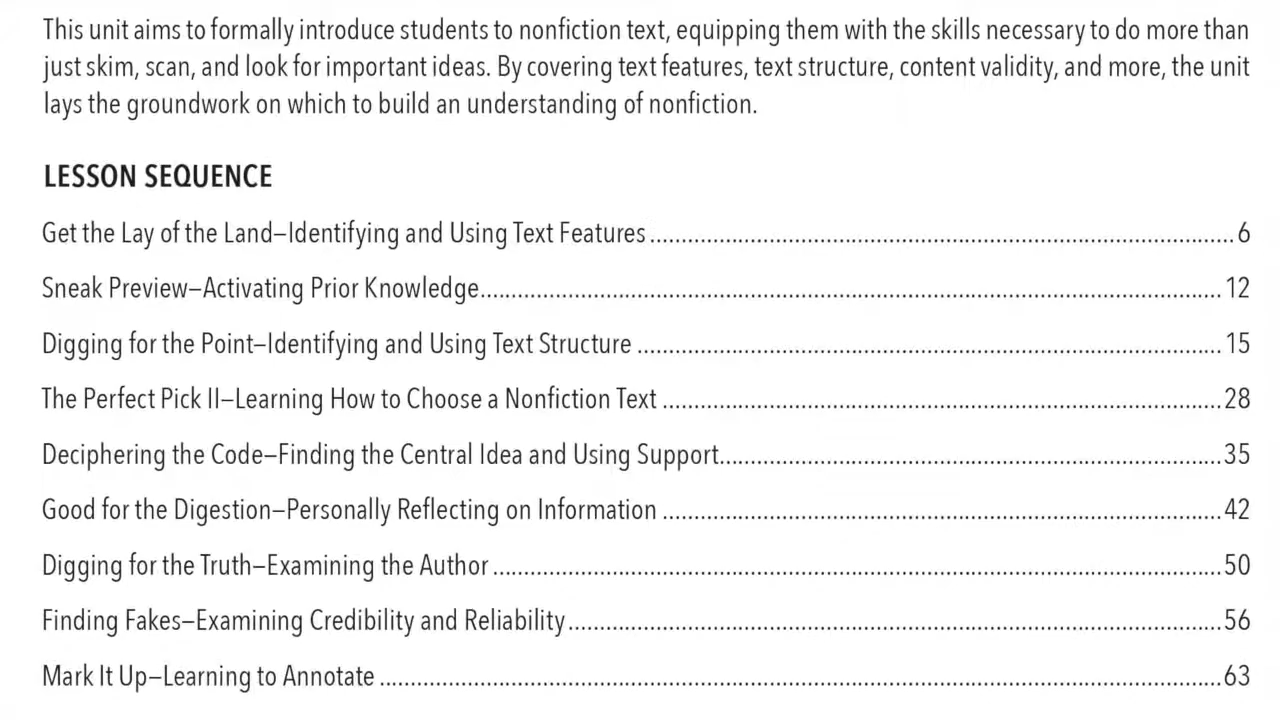 This unit aims to formally introduce students to nonfiction text, equipping them with the skills necessary to do more than
just skim, scan, and look for important ideas. By covering text features, text structure, content validity, and more, the unit
lays the groundwork on which to build an understanding of nonfiction.
LESSON SEQUENCE
Get the Lay of the Land—Identifying and Using Text Features ........ 6
Sneak Preview—Activating Prior Knowledge........ 12
Digging for the Point—Identifying and Using Text Structure ........ 15
The Perfect Pick II—Learning How to Choose a Nonfiction Text ........ 28
Deciphering the Code—Finding the Central Idea and Using Support........ 35
Good for the Digestion—Personally Reflecting on Information ........ 42
Digging for the Truth—Examining the Author ........ 50
Finding Fakes—Examining Credibility and Reliability........ 56
Mark It Up—Learning to Annotate ........ 63